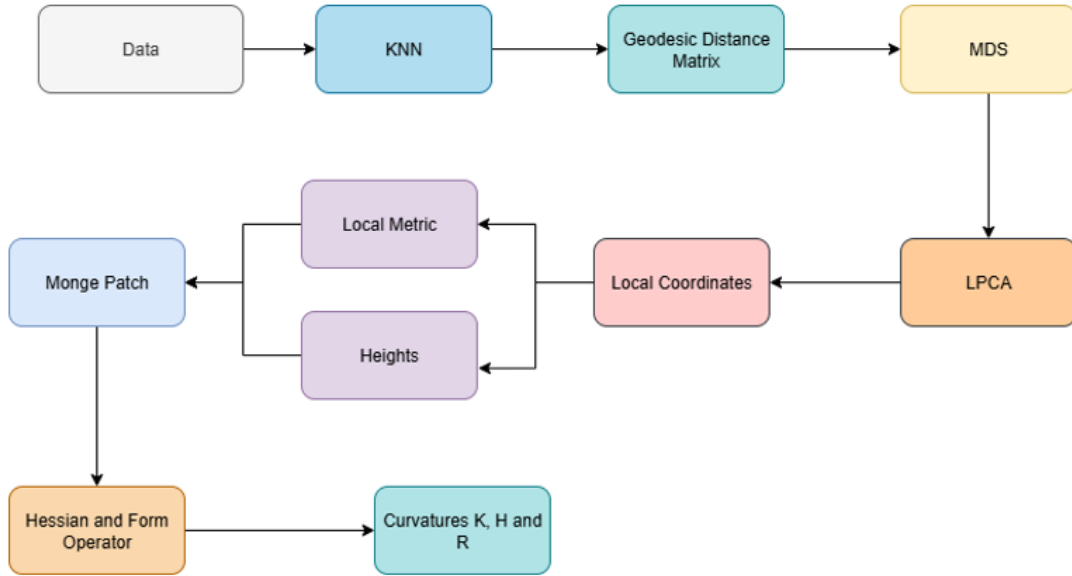 Data
KNN
Geodesic Distance
Matrix
MDS
Local Metric
Monge Patch
Local Coordinates
LPCA
Heights
Hessian and Form
Operator
Curvatures K, H and
R